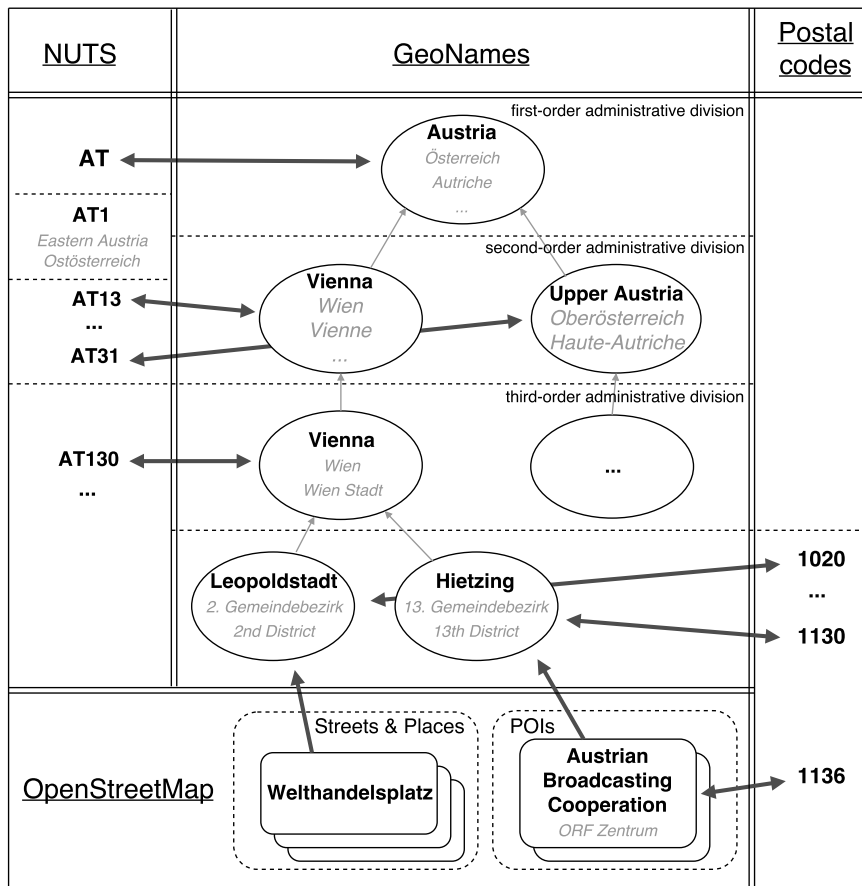 NUTS
GeoNames
Postal
codes
first-order administrative division
AT
Austria
Österreich
Autriche
...
AT1
Eastern Austria
Ostösterreich
second-order administrative division
AT13
...
AT31
Vienna
Wien
Vienne
...
Upper Austria
Oberösterreich
Haute-Autriche
third-order administrative division
AT130
...
Vienna
Wien
Wien Stadt
...
Leopoldstadt
2. Gemeindebezirk
2nd District
Hietzing
13. Gemeindebezirk
13th District
1020
...
1130
OpenStreetMap
Streets & Places
Welthandelsplatz
POIs
Austrian
Broadcasting
Cooperation
ORF Zentrum
1136